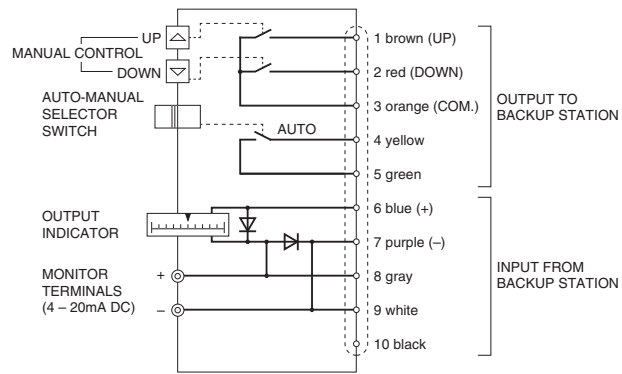 UP
MANUAL CONTROL
DOWN
AUTO-MANUAL
SELECTOR
SWITCH
AUTO
OUTPUT
INDICATOR
MONITOR
TERMINALS
(4 – 20mA DC)
+
–
1 brown (UP)
2 red (DOWN)
3 orange (COM.)
4 yellow
5 green
6 blue (+)
7 purple (–)
8 gray
9 white
10 black
OUTPUT TO
BACKUP STATION
INPUT FROM
BACKUP STATION